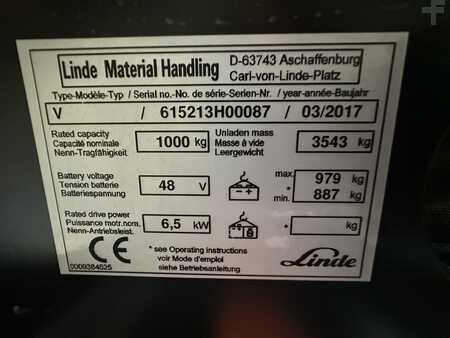 Linde Material Handling
D-63743 Aschaffenburg
Carl-von-Linde-Platz
Type-Modèle-Typ / Serial no.-No. de série-Serien-Nr. / year-année-Baujahr
V / 615213H00087 / 03/2017
Rated capacity
Capacité nominale
Nenn-Tragfähigkeit
1000 kg
Unladen mass
Masse à vide
Leergewicht
3543 kg
Battery voltage
Tension batterie
Batteriespannung
48 V
max. 979 kg
*
min. 887 kg
Rated drive power
Puissance motr.nom.
Nenn-Antriebsleist.
6,5 kW
* kg
CE
* see Operating instructions
voir Mode d'emploi
siehe Betriebsanleitung
Linde
0009384625